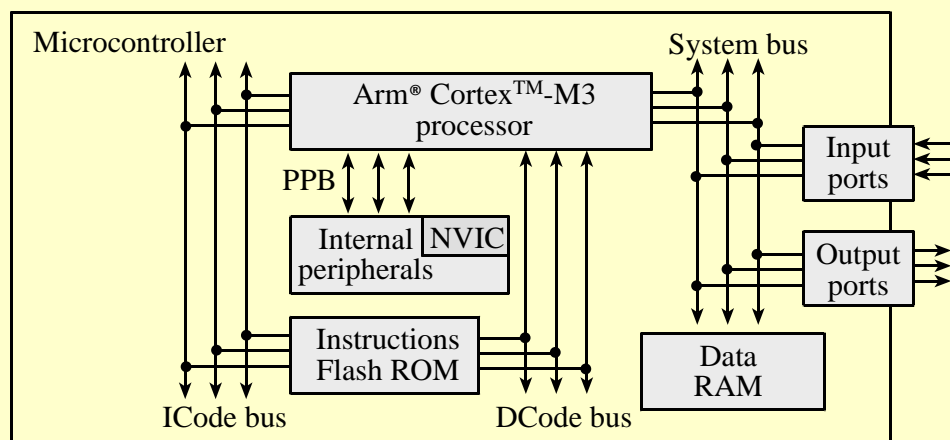 Microcontroller
System bus
Arm® Cortex™-M3
processor
Input
ports
PPB
Internal
peripherals
NVIC
Output
ports
Instructions
Flash ROM
Data
RAM
ICode bus
DCode bus